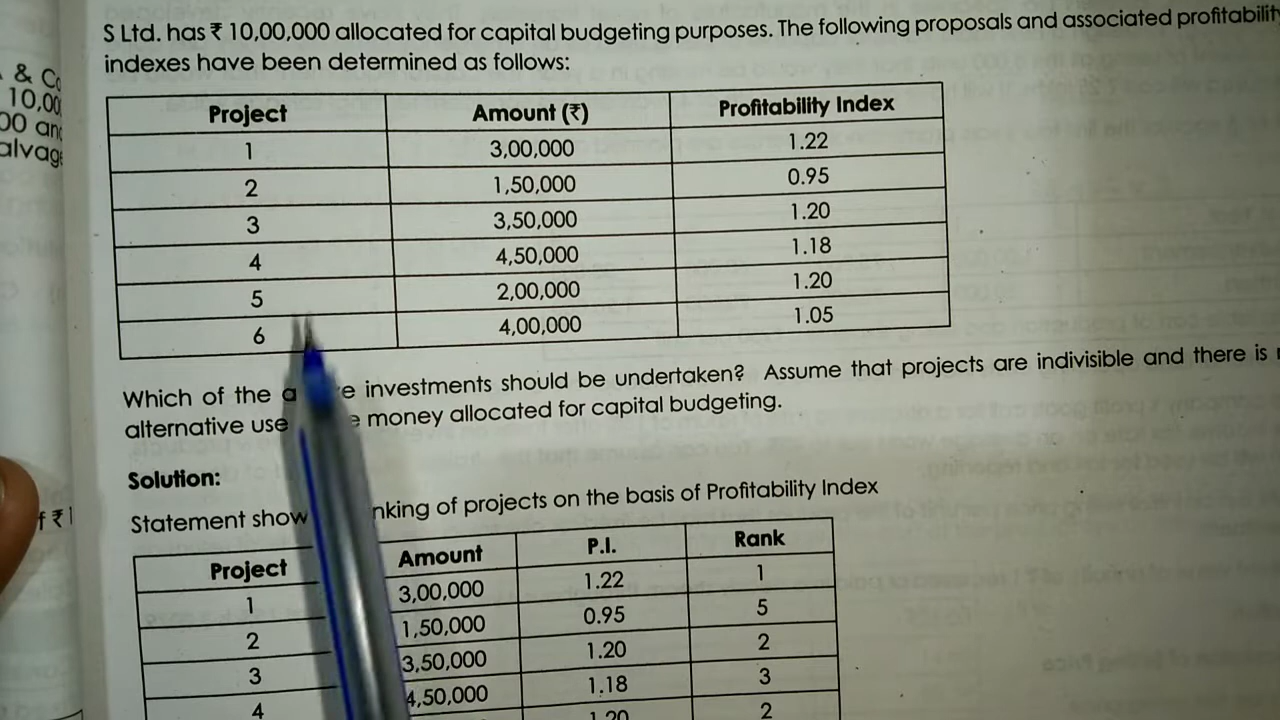 S Ltd. has ₹ 10,00,000 allocated for capital budgeting purposes. The following proposals and associated profitability
indexes have been determined as follows:
Project Amount (₹) Profitability Index
1 3,00,000 1.22
2 1,50,000 0.95
3 3,50,000 1.20
4 4,50,000 1.18
5 2,00,000 1.20
6 4,00,000 1.05
Which of the investments should be undertaken? Assume that projects are indivisible and there is
alternative use money allocated for capital budgeting.
Solution:
Statement of projects on the basis of Profitability Index
Project Amount P.I. Rank
1 3,00,000 1.22 1
2 1,50,000 0.95 5
3 3,50,000 1.20 2
4 4,50,000 1.18 3
1.20 2
& Co
10,00
00 and
f ₹ 1